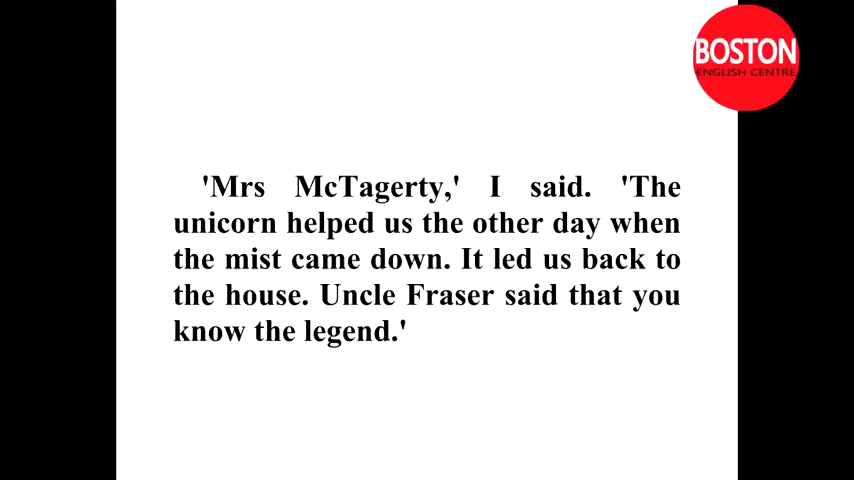 BOSTON
ENGLISH CENTRE
'Mrs McTagerty,' I said. 'The
unicorn helped us the other day when
the mist came down. It led us back to
the house. Uncle Fraser said that you
know the legend.'